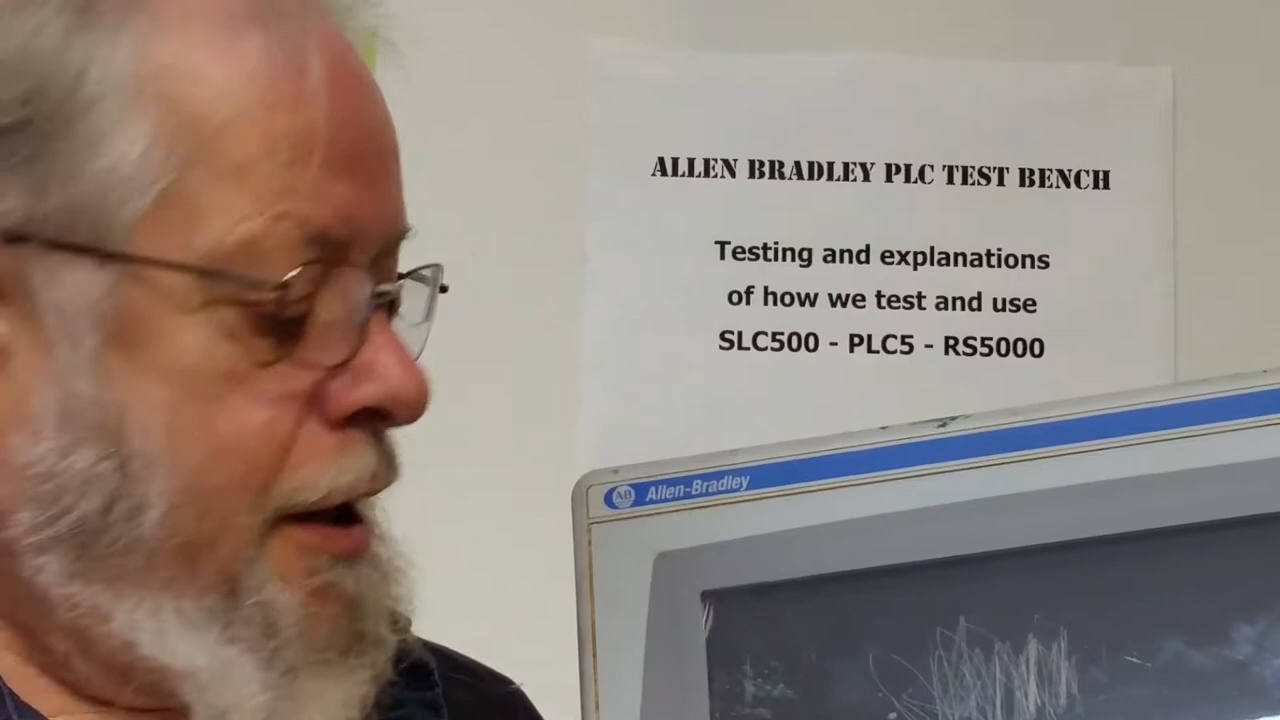 ALLEN BRADLEY PLC TEST BENCH
Testing and explanations
of how we test and use
SLC500 - PLC5 - RS5000
AB Allen-Bradley